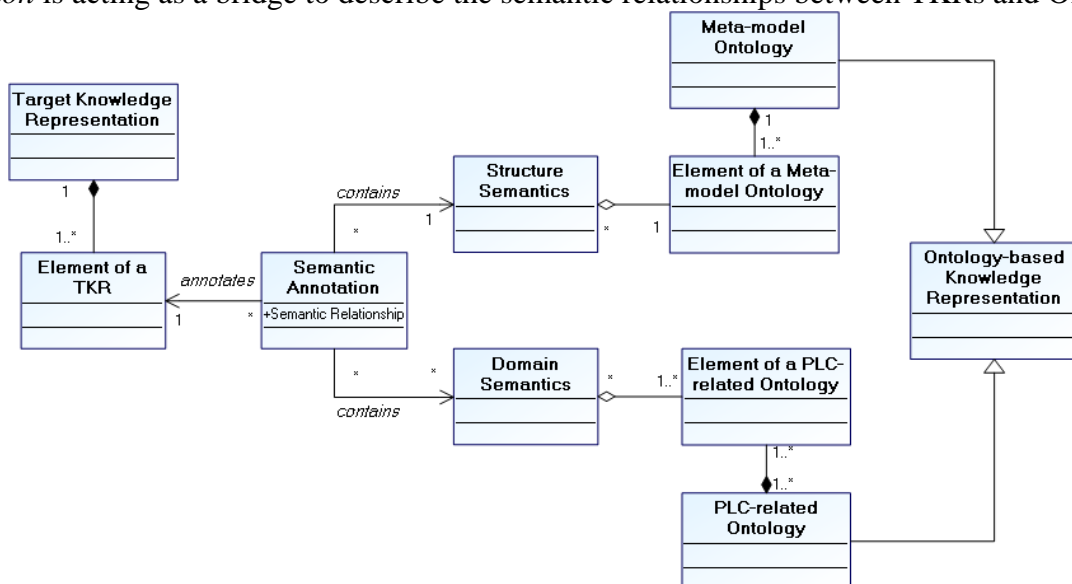 on is acting as a bridge to describe the semantic relationships between TKRs and
Meta-model
Ontology
1
1..*
Target Knowledge
Representation
1
1..*
Structure
Semantics
Element of a Meta-
model Ontology
contains
*
1
*
1
Element of a
TKR
annotates
1
*
Semantic
Annotation
+Semantic Relationship
Ontology-based
Knowledge
Representation
*
*
contains
Domain
Semantics
*
1..*
Element of a PLC-
related Ontology
1..*
1..*
PLC-related
Ontology